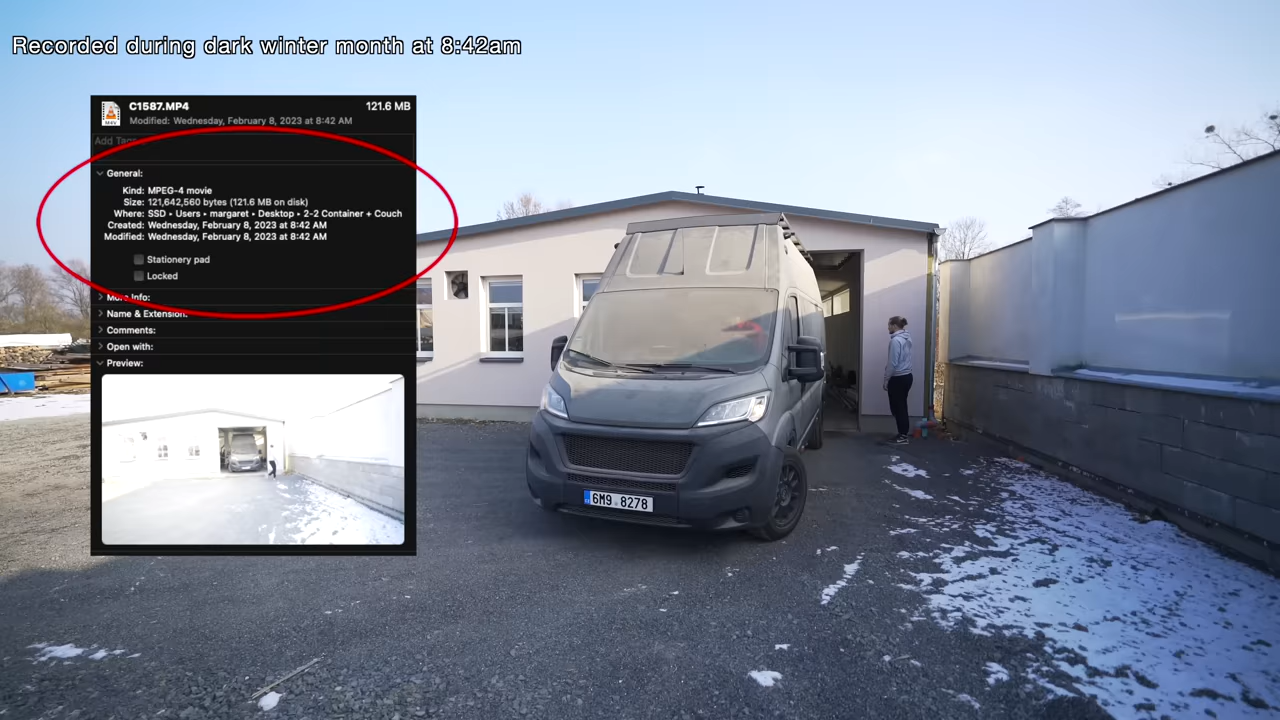 Recorded during dark winter month at 8:42am
C1587.MP4 121.6 MB
Modified: Wednesday, February 8, 2023 at 8:42 AM
Add Tags
General:
Kind: MPEG-4 movie
Size: 121,642,560 bytes (121.6 MB on disk)
Where: SSD • Users • margaret • Desktop • 2-2 Container + Couch
Created: Wednesday, February 8, 2023 at 8:42 AM
Modified: Wednesday, February 8, 2023 at 8:42 AM
Stationery pad
Locked
More Info:
Name & Extension:
Comments:
Open with:
Preview:
6M9 8278